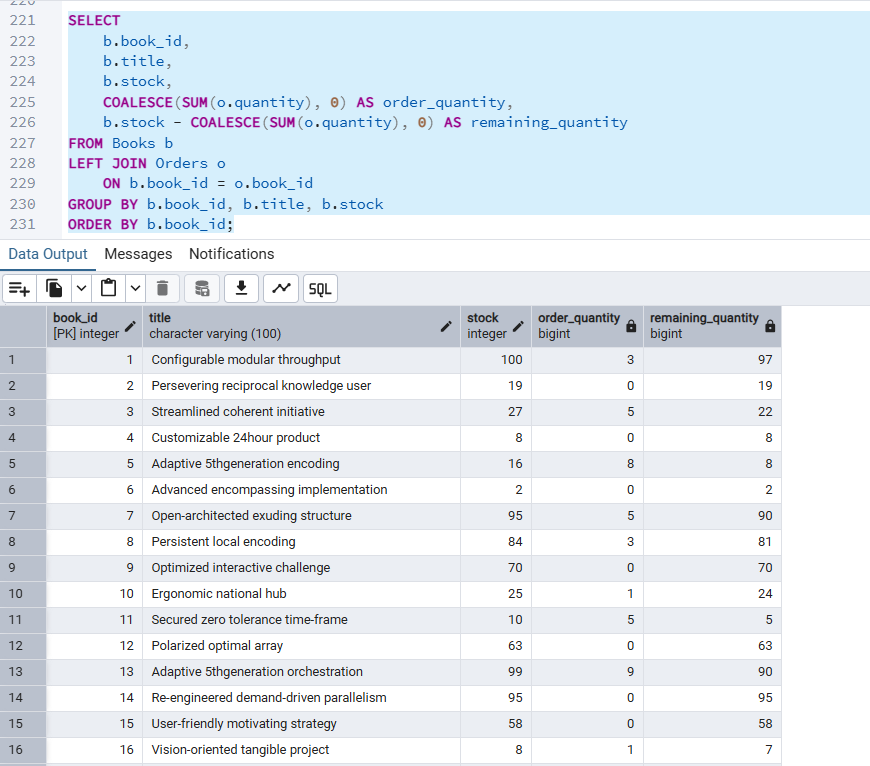 220
221 SELECT
222 b.book_id,
223 b.title,
224 b.stock,
225 COALESCE(SUM(o.quantity), 0) AS order_quantity,
226 b.stock - COALESCE(SUM(o.quantity), 0) AS remaining_quantity
227 FROM Books b
228 LEFT JOIN Orders o
229 ON b.book_id = o.book_id
230 GROUP BY b.book_id, b.title, b.stock
231 ORDER BY b.book_id;
Data Output Messages Notifications
SQL
book_id title stock order_quantity remaining_quantity
[PK] integer character varying (100) integer bigint bigint
1 1 Configurable modular throughput 100 3 97
2 2 Persevering reciprocal knowledge user 19 0 19
3 3 Streamlined coherent initiative 27 5 22
4 4 Customizable 24hour product 8 0 8
5 5 Adaptive 5thgeneration encoding 16 8 8
6 6 Advanced encompassing implementation 2 0 2
7 7 Open-architected exuding structure 95 5 90
8 8 Persistent local encoding 84 3 81
9 9 Optimized interactive challenge 70 0 70
10 10 Ergonomic national hub 25 1 24
11 11 Secured zero tolerance time-frame 10 5 5
12 12 Polarized optimal array 63 0 63
13 13 Adaptive 5thgeneration orchestration 99 9 90
14 14 Re-engineered demand-driven parallelism 95 0 95
15 15 User-friendly motivating strategy 58 0 58
16 16 Vision-oriented tangible project 8 1 7